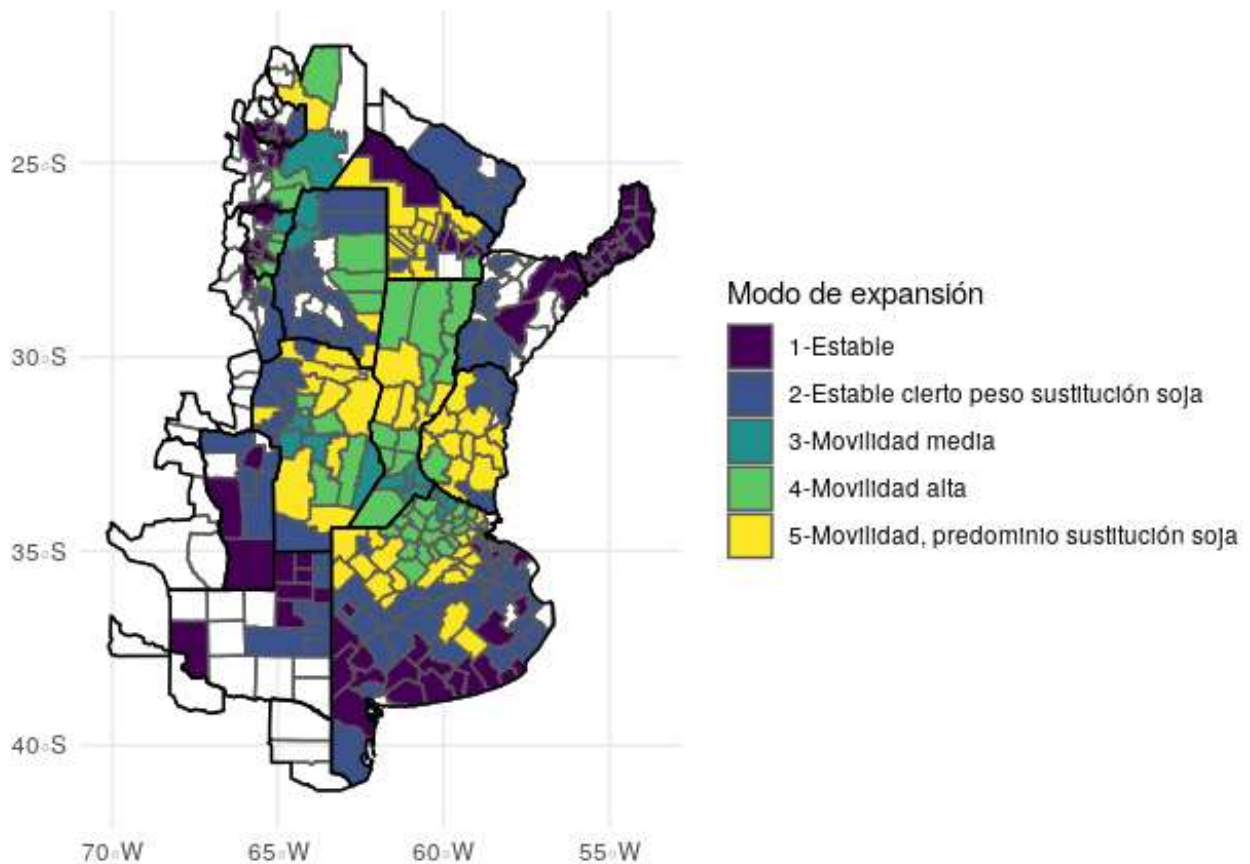 25°S
30°S
35°S
40°S
70°W
65°W
60°W
55°W
Modo de expansión
1-Estable
2-Estable cierto peso sustitución soja
3-Movilidad media
4-Movilidad alta
5-Movilidad, predominio sustitución soja